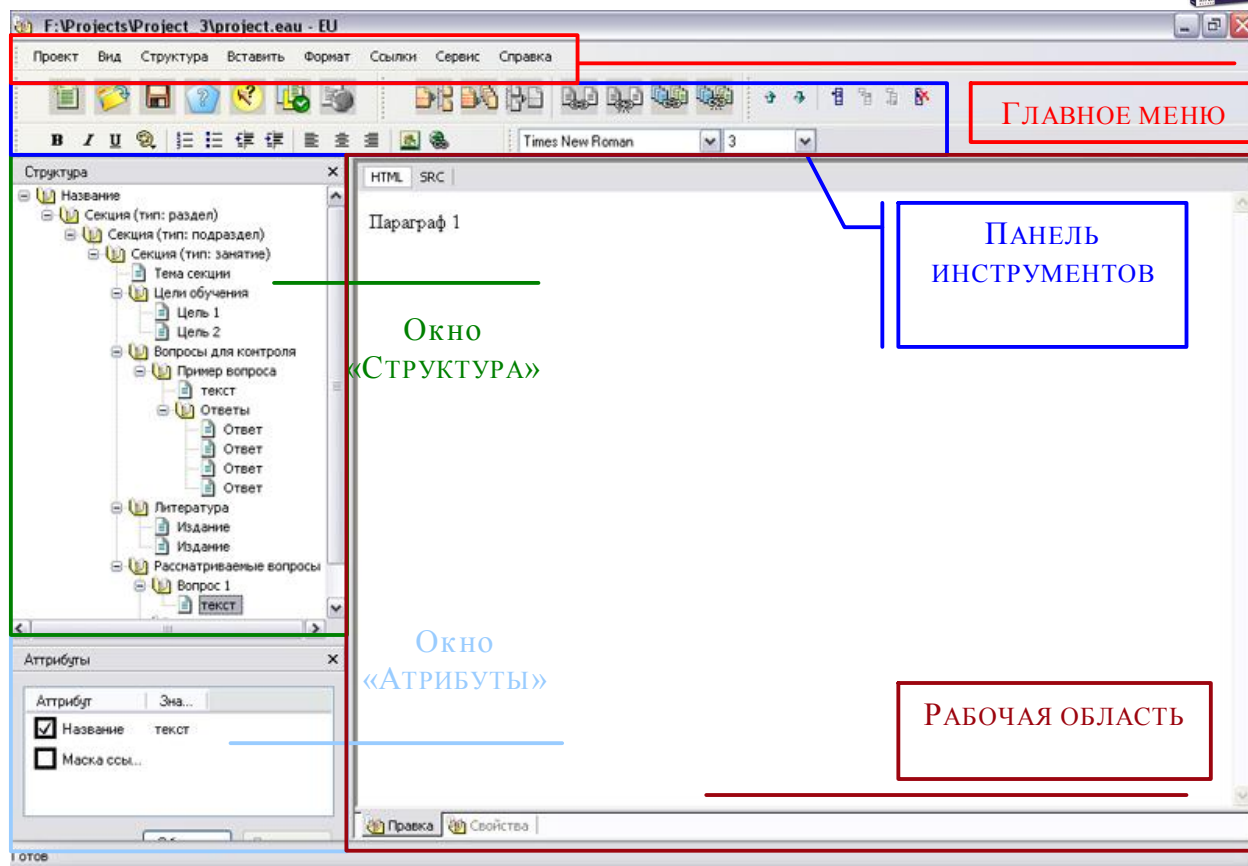 F:\Projects\Project_3\project.eau - EU
Проект Вид Структура Вставить Формат Ссылки Сервис Справка
ГЛАВНОЕ МЕНЮ
B I U Times New Roman 3
Структура
HTML SRC
Название
Секция (тип: раздел)
Секция (тип: подраздел)
Секция (тип: занятие)
Тема секции
Цели обучения
Цель 1
Цель 2
Вопросы для контроля
Пример вопроса
текст
Ответы
Ответ
Ответ
Ответ
Ответ
Литература
Издание
Издание
Рассматриваемые вопросы
Вопрос 1
текст
Параграф 1
ПАНЕЛЬ
ИНСТРУМЕНТОВ
ОКНО
«СТРУКТУРА»
ОКНО
«АТРИБУТЫ»
РАБОЧАЯ ОБЛАСТЬ
Аттрибуты
Аттрибут Зна...
Название текст
Маска ссы...
Правка Свойства
Готов